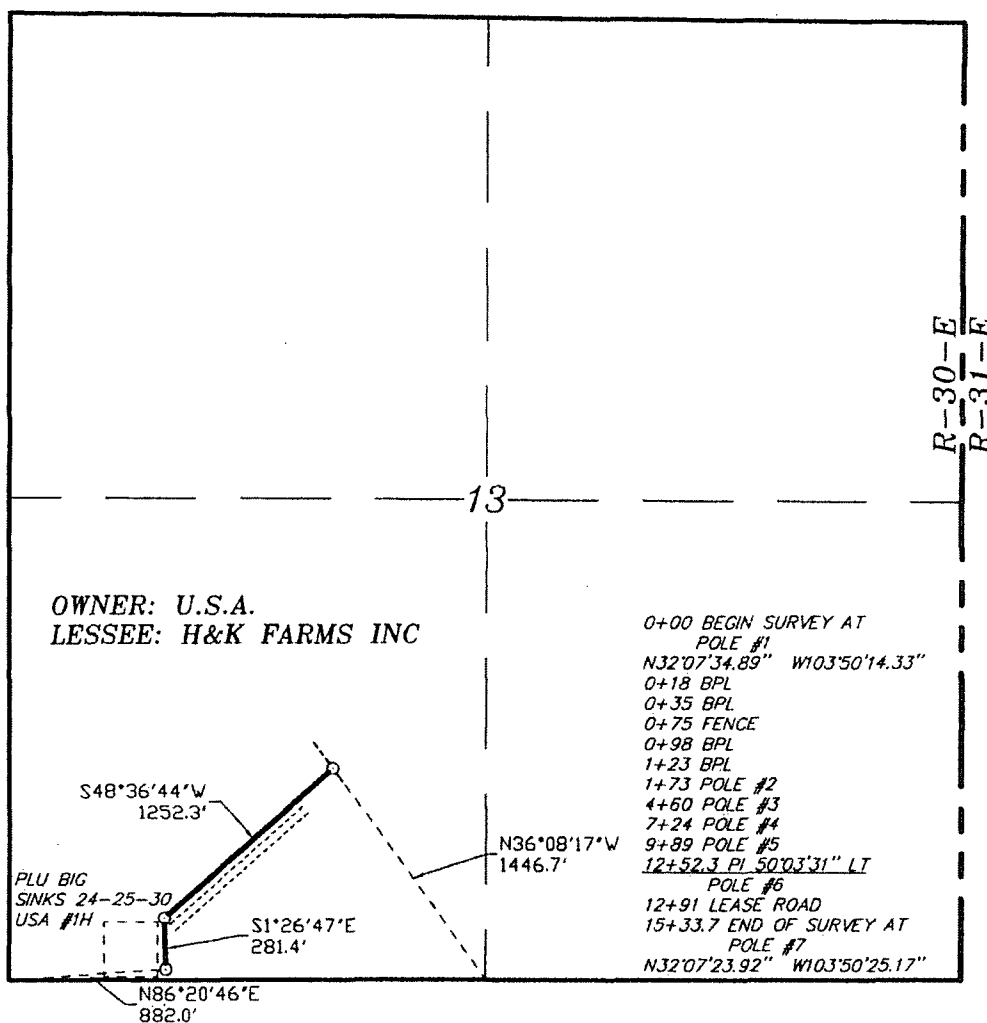 R-30-E
R-31-E
13
OWNER: U.S.A.
LESSEE: H&K FARMS INC
0+00 BEGIN SURVEY AT
POLE #1
N32°07'34.89" W103°50'14.33"
0+18 BPL
0+35 BPL
0+75 FENCE
0+98 BPL
1+23 BPL
1+73 POLE #2
4+60 POLE #3
7+24 POLE #4
9+89 POLE #5
12+52.3 PI 50°03'31" LT
POLE #6
12+91 LEASE ROAD
15+33.7 END OF SURVEY AT
POLE #7
N32°07'23.92" W103°50'25.17"
S48°36'44"W
1252.3'
N36°08'17"W
1446.7'
PLU BIG
SINKS 24-25-30
USA #1H
S1°26'47"E
281.4'
N86°20'46"E
882.0'